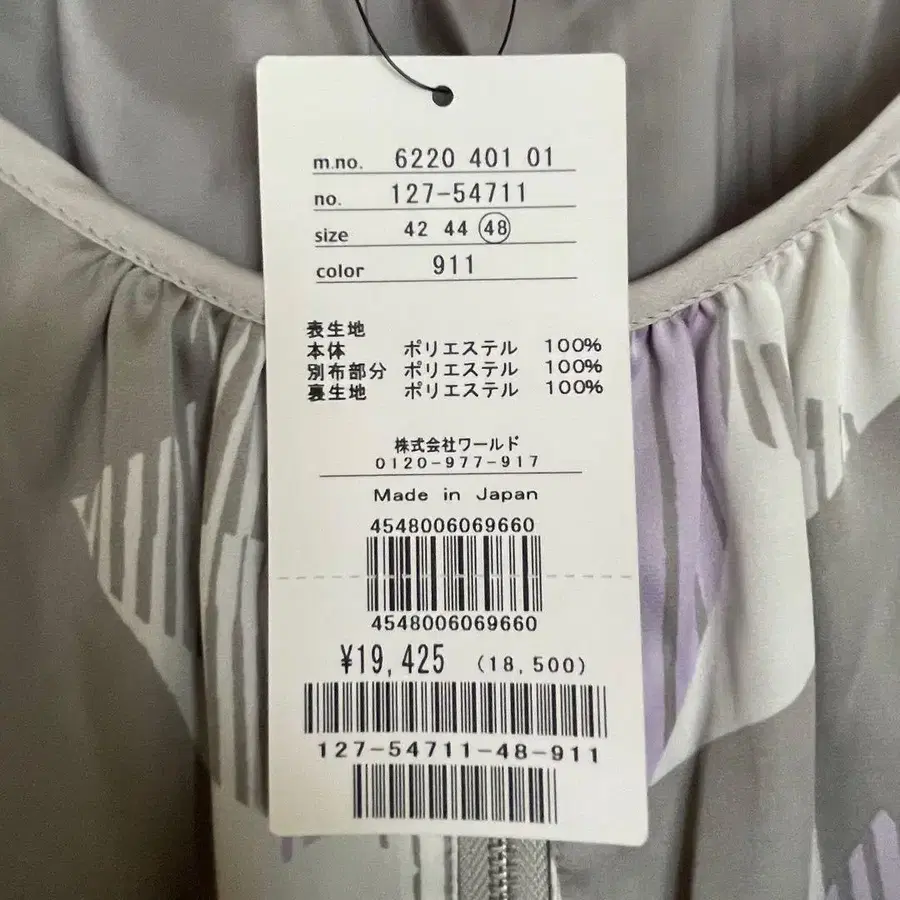 m.no. 6220 401 01
no. 127-54711
size 42 44 48
color 911
表生地
本体 ポリエステル 100%
別布部分 ポリエステル 100%
裏生地 ポリエステル 100%
株式会社ワールド
0120-977-917
Made in Japan
4548006069660
4548006069660
¥19,425 (18,500)
127-54711-48-911